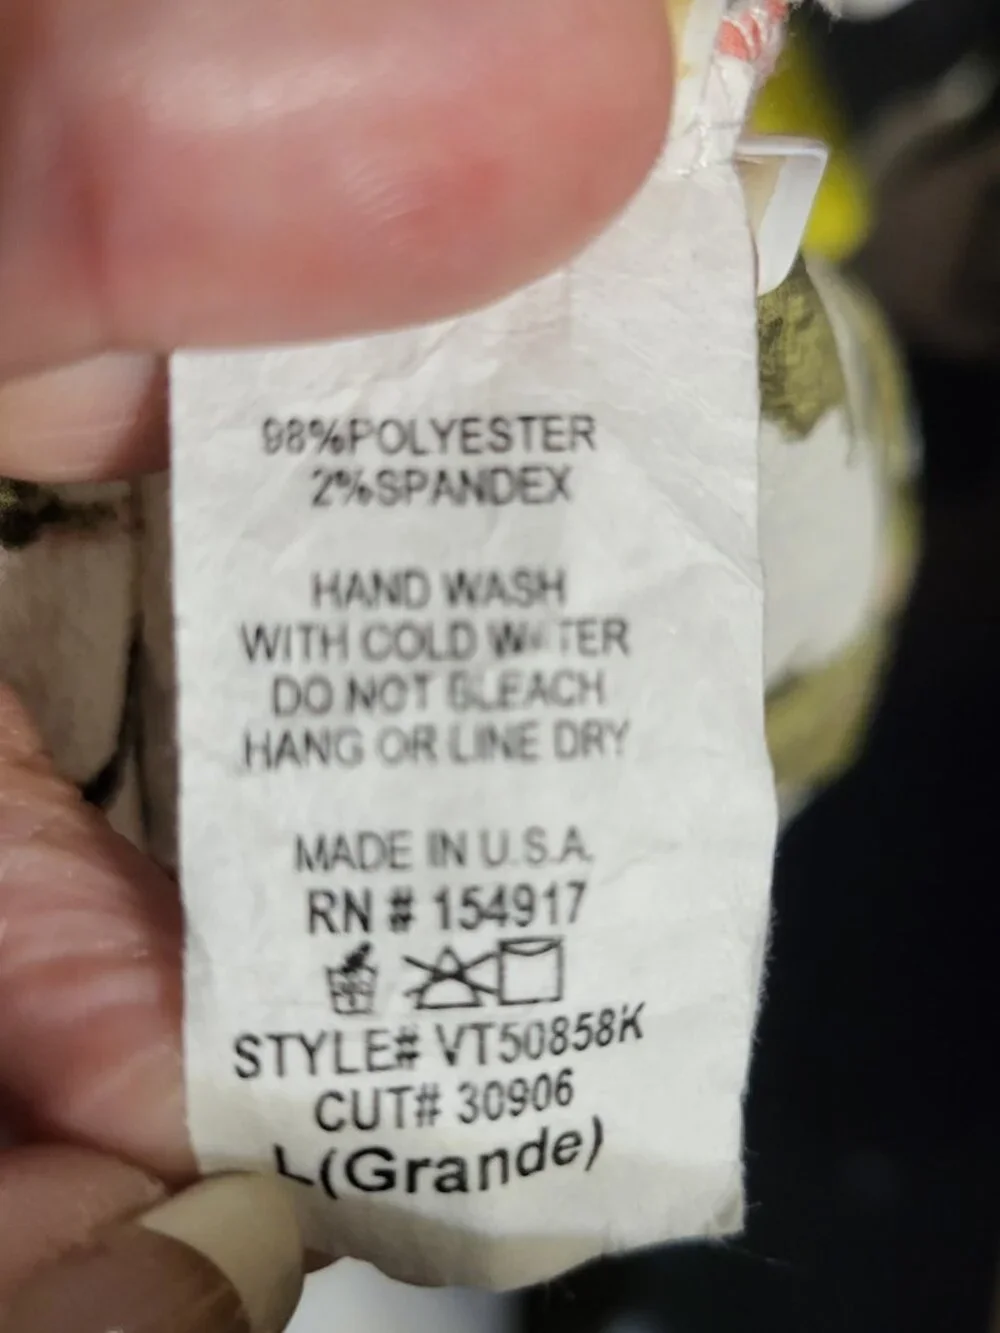 98%POLYESTER
2%SPANDEX
HAND WASH
WITH COLD WATER
DO NOT BLEACH
HANG OR LINE DRY
MADE IN U.S.A.
RN # 154917
STYLE# VT50858K
CUT# 30906
L(Grande)